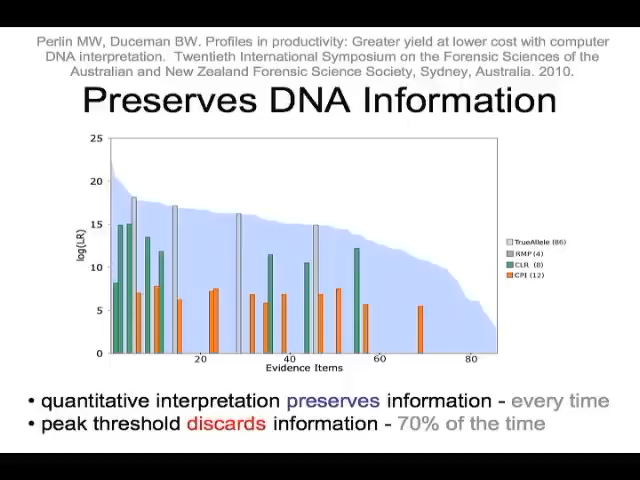 Perlin MW, Duceman BW. Profiles in productivity: Greater yield at lower cost with computer
DNA interpretation. Twentieth International Symposium on the Forensic Sciences of the
Australian and New Zealand Forensic Science Society, Sydney, Australia. 2010.
Preserves DNA Information
25
20
15
10
5
0
log(LR)
20
40
60
80
Evidence Items
TrueAllele (86)
RMP (4)
CLR (8)
CPI (12)
• quantitative interpretation preserves information - every time
• peak threshold discards information - 70% of the time